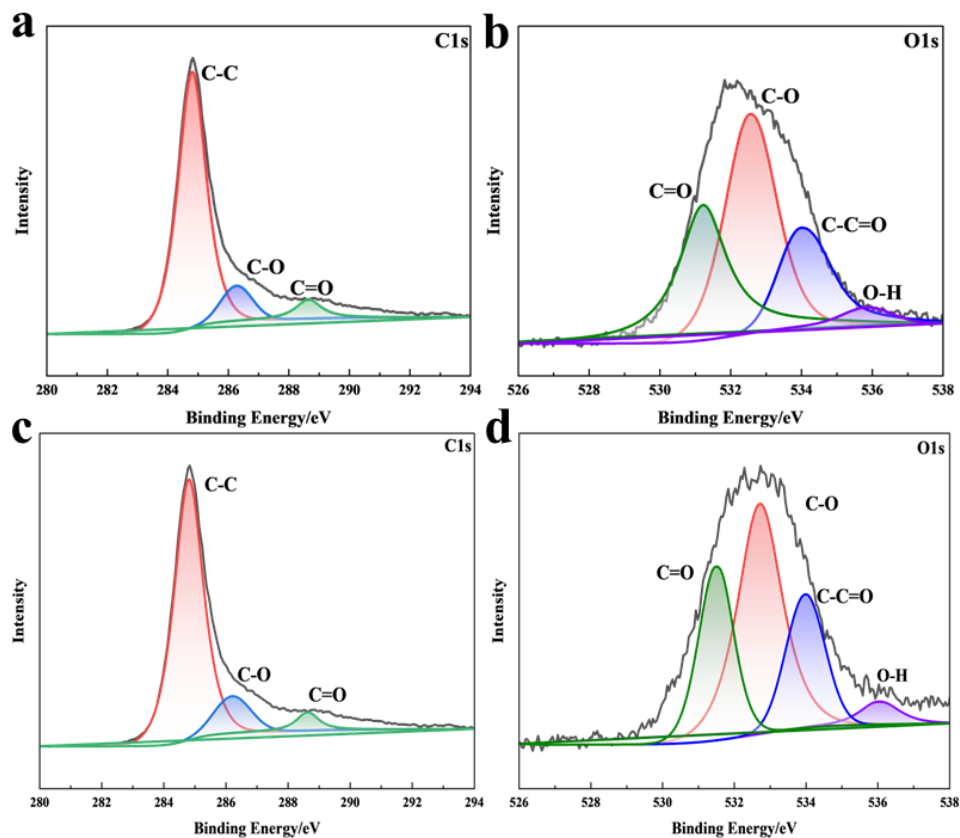 a
C1s
C-C
C-O
C=O
Intensity
280 282 284 286 288 290 292 294
Binding Energy/eV
b
O1s
C-O
C=O
C-C=O
O-H
Intensity
526 528 530 532 534 536 538
Binding Energy/eV
c
C1s
C-C
C-O
C=O
Intensity
280 282 284 286 288 290 292 294
Binding Energy/eV
d
O1s
C-O
C=O
C-C=O
O-H
Intensity
526 528 530 532 534 536 538
Binding Energy/eV